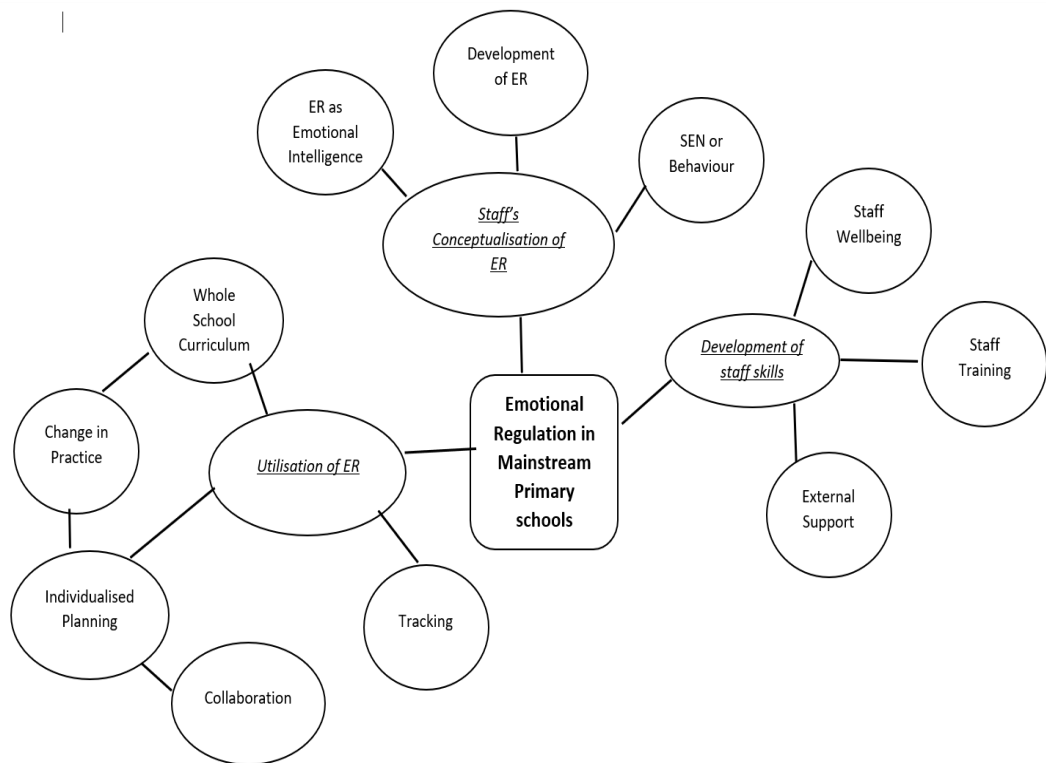 Development
of ER
ER as
Emotional
Intelligence
SEN or
Behaviour
Staff's
Conceptualisation of
ER
Staff
Wellbeing
Whole
School
Curriculum
Development of
staff skills
Staff
Training
Emotional
Regulation in
Mainstream
Primary
schools
Change in
Practice
Utilisation of ER
External
Support
Individualised
Planning
Tracking
Collaboration